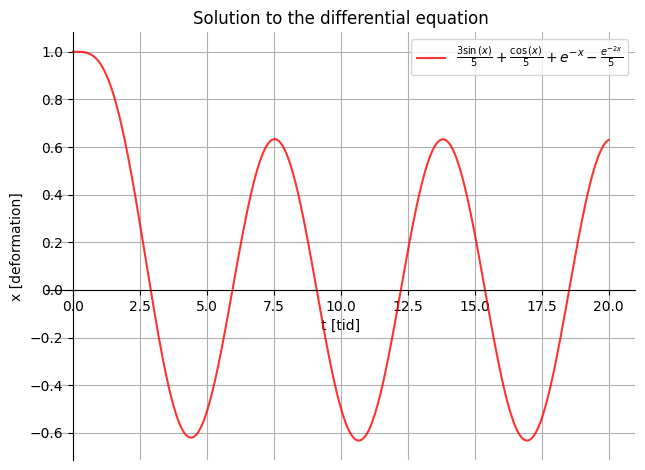 Solution to the differential equation
3 sin (x)/5 + cos (x)/5 + e^{-x} − e^{-2x}/5
1.0
0.8
0.6
0.4
0.2
0.0
−0.2
−0.4
−0.6
0.0 2.5 5.0 7.5 10.0 12.5 15.0 17.5 20.0
t [tid]
x [deformation]